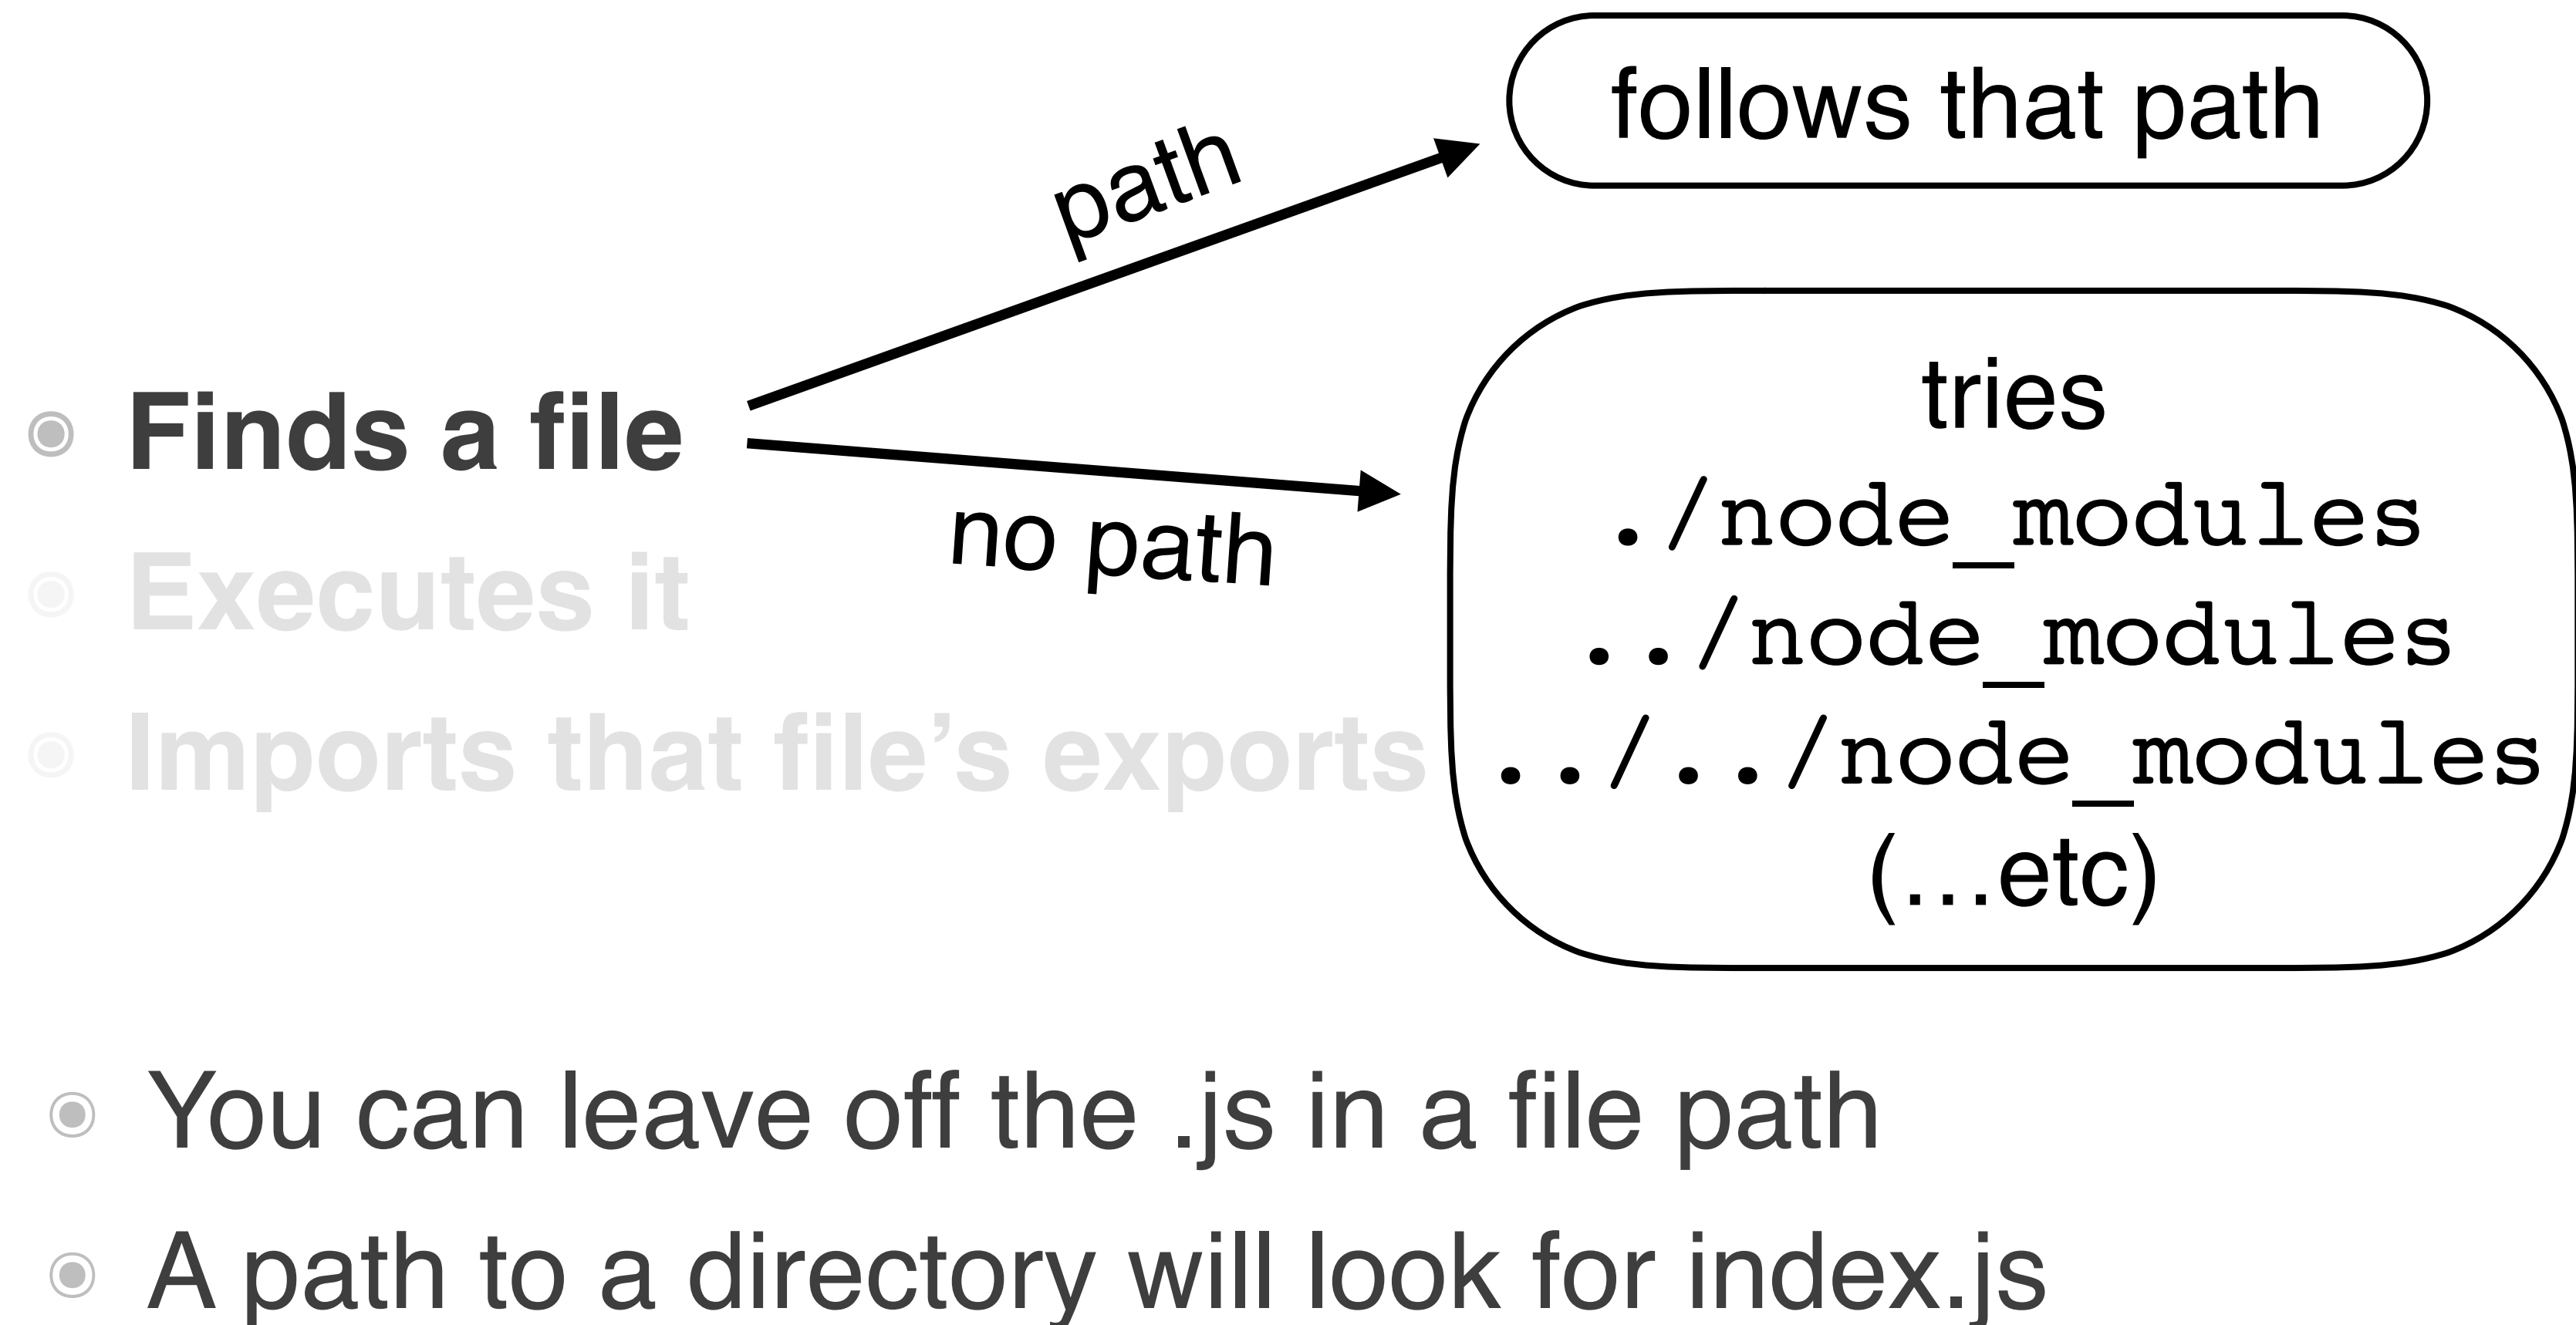 follows that path
path
Finds a file
no path
Executes it
Imports that file’s exports
tries
./node_modules
../node_modules
../../node_modules
(…etc)
You can leave off the .js in a file path
A path to a directory will look for index.js